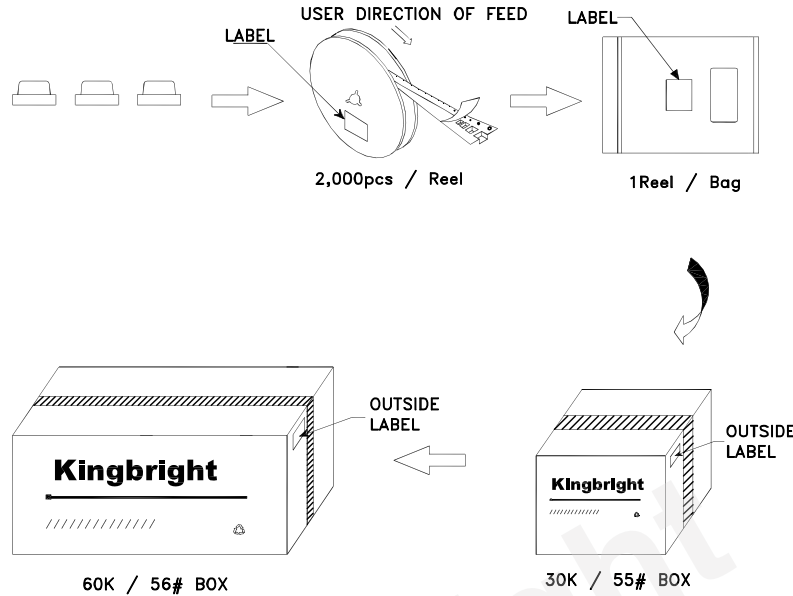 USER DIRECTION OF FEED
LABEL
LABEL
2,000pcs / Reel
1Reel / Bag
OUTSIDE
LABEL
Kingbright
60K / 56# BOX
OUTSIDE
LABEL
Kingbright
30K / 55# BOX